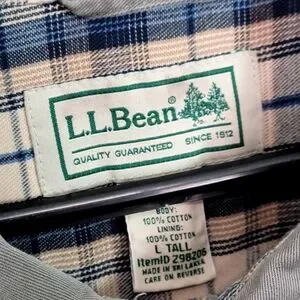 L.L.Bean®
QUALITY GUARANTEED SINCE 1912
BODY:
100% COTTON
LINING:
100% COTTON
L TALL
ItemID 298206
MADE IN SRI LANKA
CARE ON REVERSE